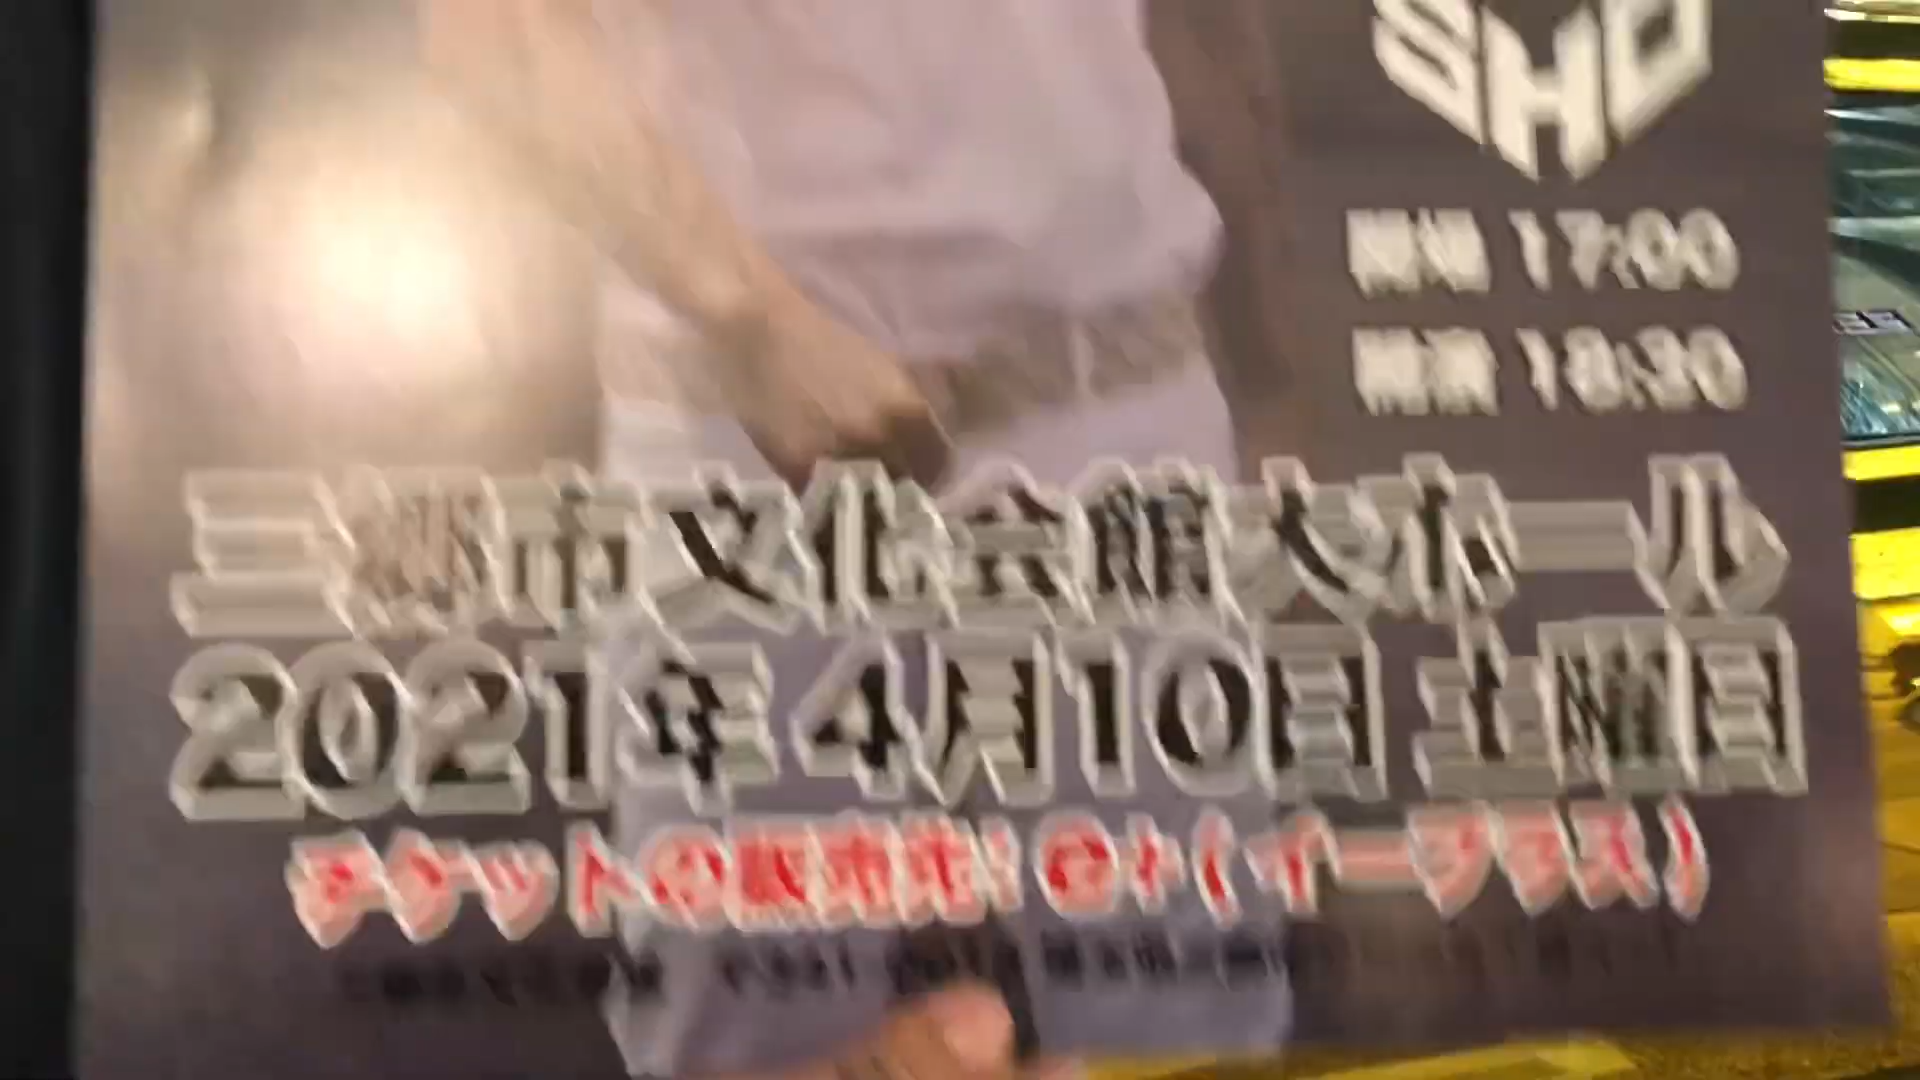 SHO
開場 17:00
開演 18:30
三郷市文化会館大ホール
2021年 4月10日 土曜日
チケットの販売先: e+(イープラス)